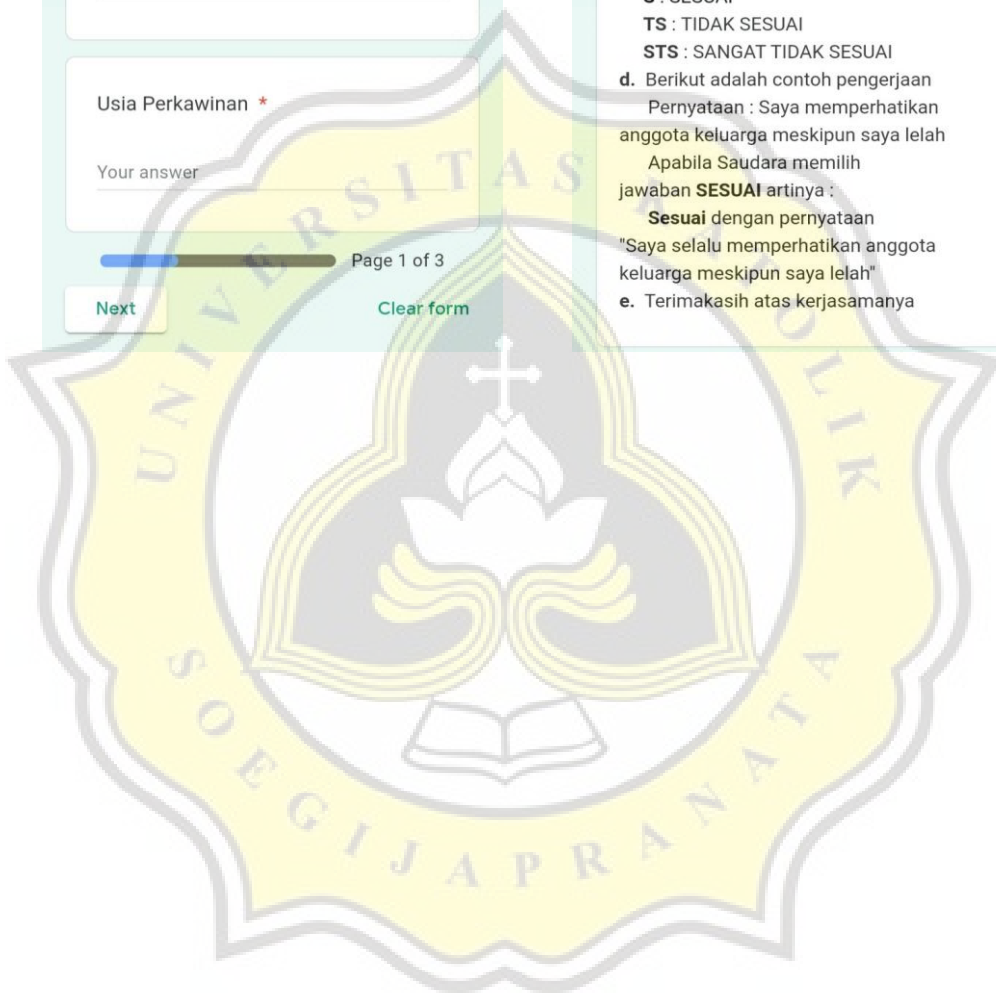 Usia Perkawinan *
Your answer
Page 1 of 3
Next
Clear form
S : SESUAI
TS : TIDAK SESUAI
STS : SANGAT TIDAK SESUAI
d. Berikut adalah contoh pengerjaan
Pernyataan : Saya memperhatikan
anggota keluarga meskipun saya lelah
Apabila Saudara memilih
jawaban SESUAI artinya :
Sesuai dengan pernyataan
"Saya selalu memperhatikan anggota
keluarga meskipun saya lelah"
e. Terimakasih atas kerjasamanya
UNIVERSITAS KATOLIK
SOEGIJAPRANATA